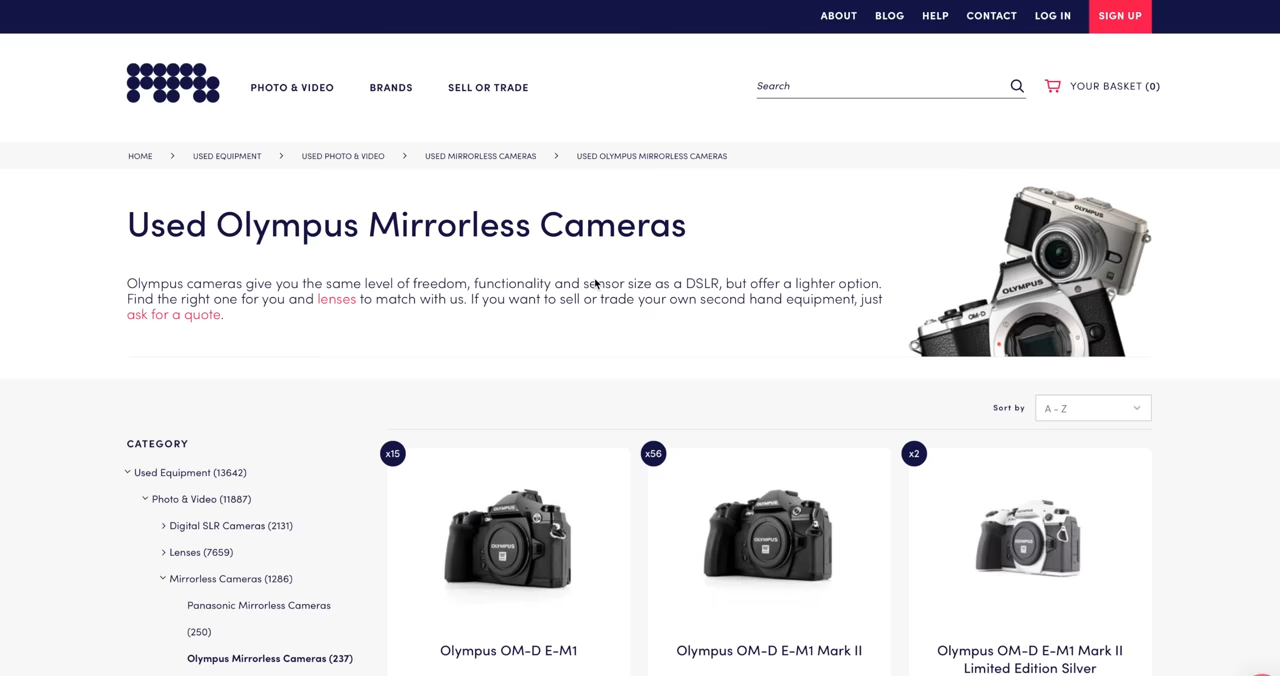 ABOUT BLOG HELP CONTACT LOG IN SIGN UP
PHOTO & VIDEO BRANDS SELL OR TRADE Search YOUR BASKET (0)
HOME USED EQUIPMENT USED PHOTO & VIDEO USED MIRRORLESS CAMERAS USED OLYMPUS MIRRORLESS CAMERAS
Used Olympus Mirrorless Cameras
Olympus cameras give you the same level of freedom, functionality and sensor size as a DSLR, but offer a lighter option.
Find the right one for you and lenses to match with us. If you want to sell or trade your own second hand equipment, just
ask for a quote.
OLYMPUS
OLYMPUS
OM-D
Sort by A - Z
CATEGORY
Used Equipment (13642)
Photo & Video (11887)
Digital SLR Cameras (2131)
Lenses (7659)
Mirrorless Cameras (1286)
Panasonic Mirrorless Cameras
(250)
Olympus Mirrorless Cameras (237)
x15
OLYMPUS
Olympus OM-D E-M1
x56
OLYMPUS
Olympus OM-D E-M1 Mark II
x2
OLYMPUS
Olympus OM-D E-M1 Mark II
Limited Edition Silver